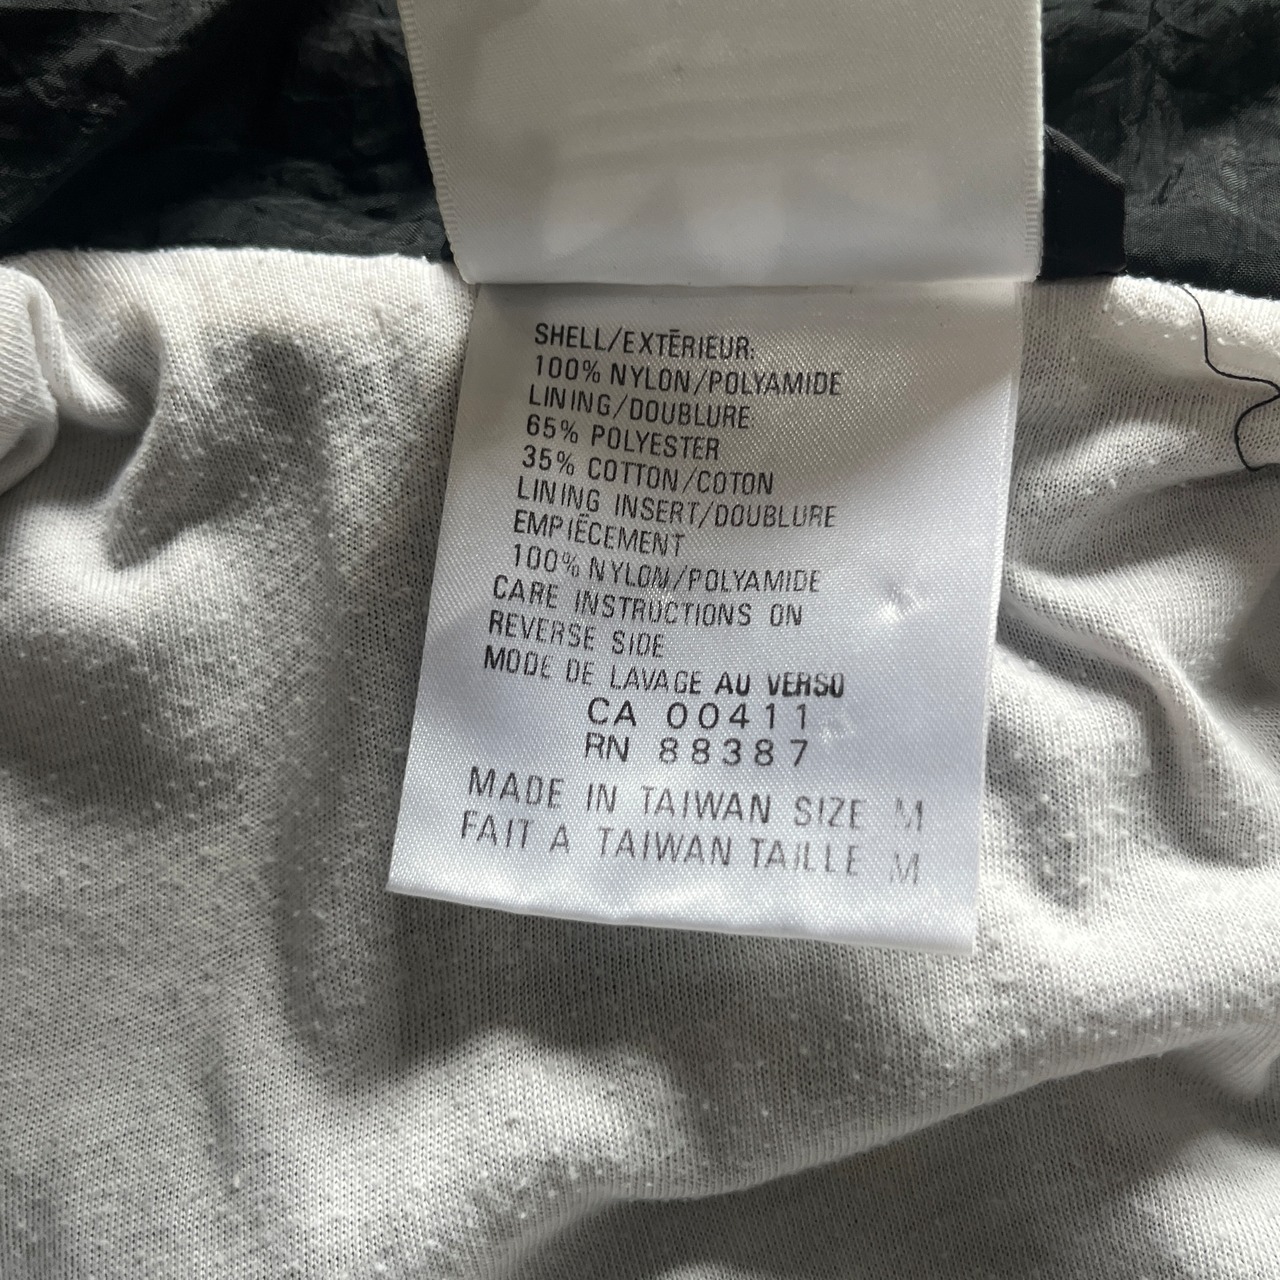 SHELL/EXTĒRIEUR:
100% NYLON/POLYAMIDE
LINING/DOUBLURE
65% POLYESTER
35% COTTON/COTON
LINING INSERT/DOUBLURE
EMPIĒCEMENT
100% NYLON/POLYAMIDE
CARE INSTRUCTIONS ON
REVERSE SIDE
MODE DE LAVAGE AU VERSO
CA 00411
RN 88387
MADE IN TAIWAN SIZE M
FAIT A TAIWAN TAILLE M